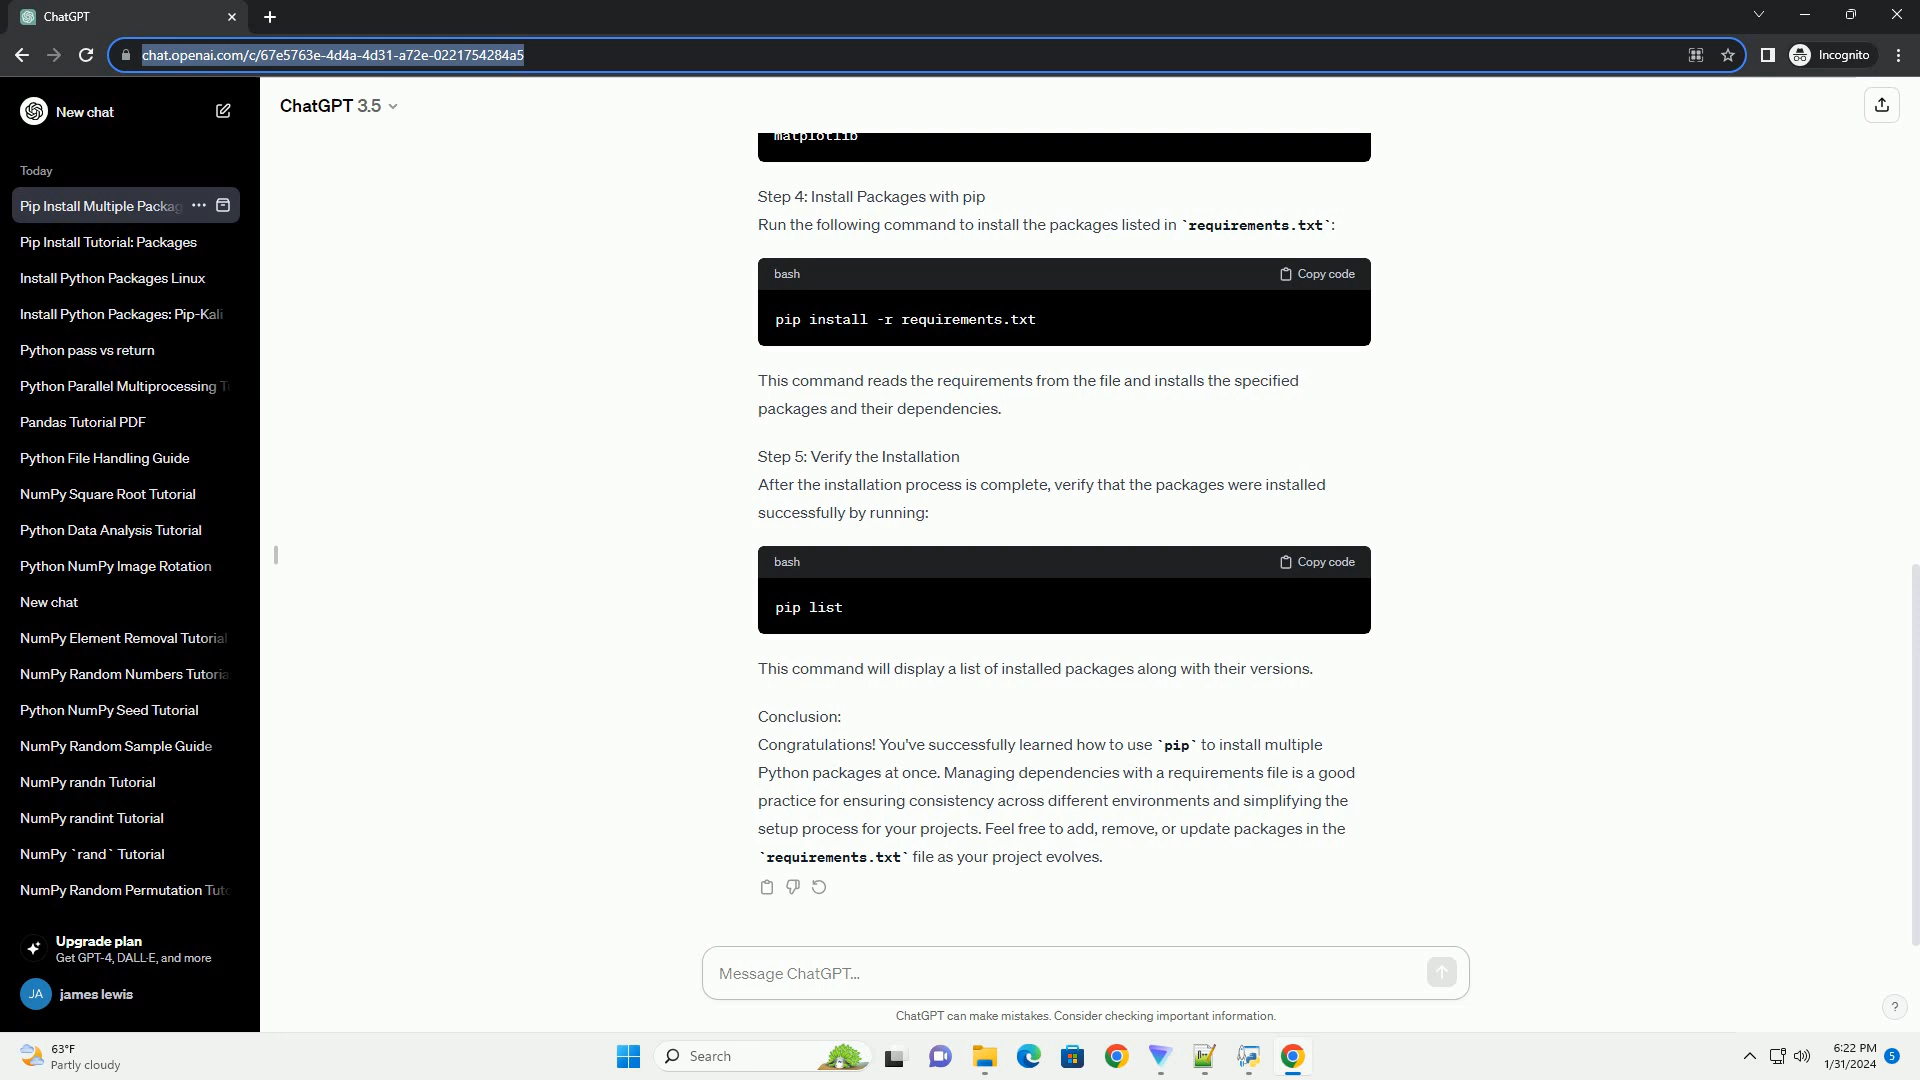 ChatGPT
chat.openai.com/c/67e5763e-4d4a-4d31-a72e-0221754284a5
Incognito
New chat
ChatGPT 3.5
Today
Pip Install Multiple Packag
Pip Install Tutorial: Packages
Install Python Packages Linux
Install Python Packages: Pip-Kali
Python pass vs return
Python Parallel Multiprocessing T
Pandas Tutorial PDF
Python File Handling Guide
NumPy Square Root Tutorial
Python Data Analysis Tutorial
Python NumPy Image Rotation
New chat
NumPy Element Removal Tutorial
NumPy Random Numbers Tutoria
Python NumPy Seed Tutorial
NumPy Random Sample Guide
NumPy randn Tutorial
NumPy randint Tutorial
NumPy `rand` Tutorial
NumPy Random Permutation Tuto
Upgrade plan
Get GPT-4, DALL·E, and more
JA
james lewis
matplotlib
Step 4: Install Packages with pip
Run the following command to install the packages listed in `requirements.txt`:
bash
Copy code
pip install -r requirements.txt
This command reads the requirements from the file and installs the specified
packages and their dependencies.
Step 5: Verify the Installation
After the installation process is complete, verify that the packages were installed
successfully by running:
bash
Copy code
pip list
This command will display a list of installed packages along with their versions.
Conclusion:
Congratulations! You've successfully learned how to use `pip` to install multiple
Python packages at once. Managing dependencies with a requirements file is a good
practice for ensuring consistency across different environments and simplifying the
setup process for your projects. Feel free to add, remove, or update packages in the
`requirements.txt` file as your project evolves.
Message ChatGPT...
ChatGPT can make mistakes. Consider checking important information.
?
63°F
Partly cloudy
Search
6:22 PM
1/31/2024
5